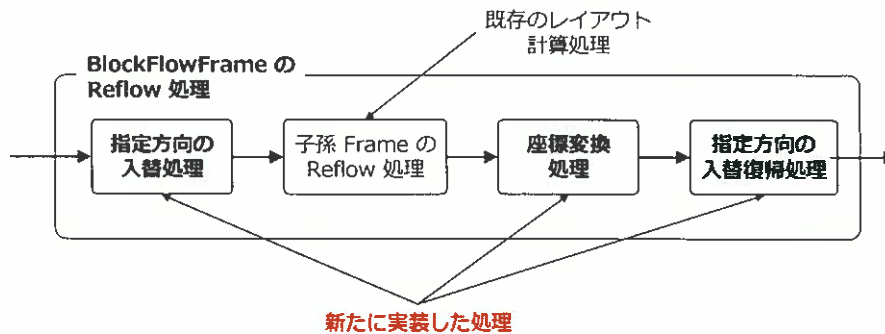 既存のレイアウト
計算処理
BlockFlowFrame の
Reflow 処理
指定方向の
入替処理
子孫 Frame の
Reflow 処理
座標変換
処理
指定方向の
入替復帰処理
新たに実装した処理